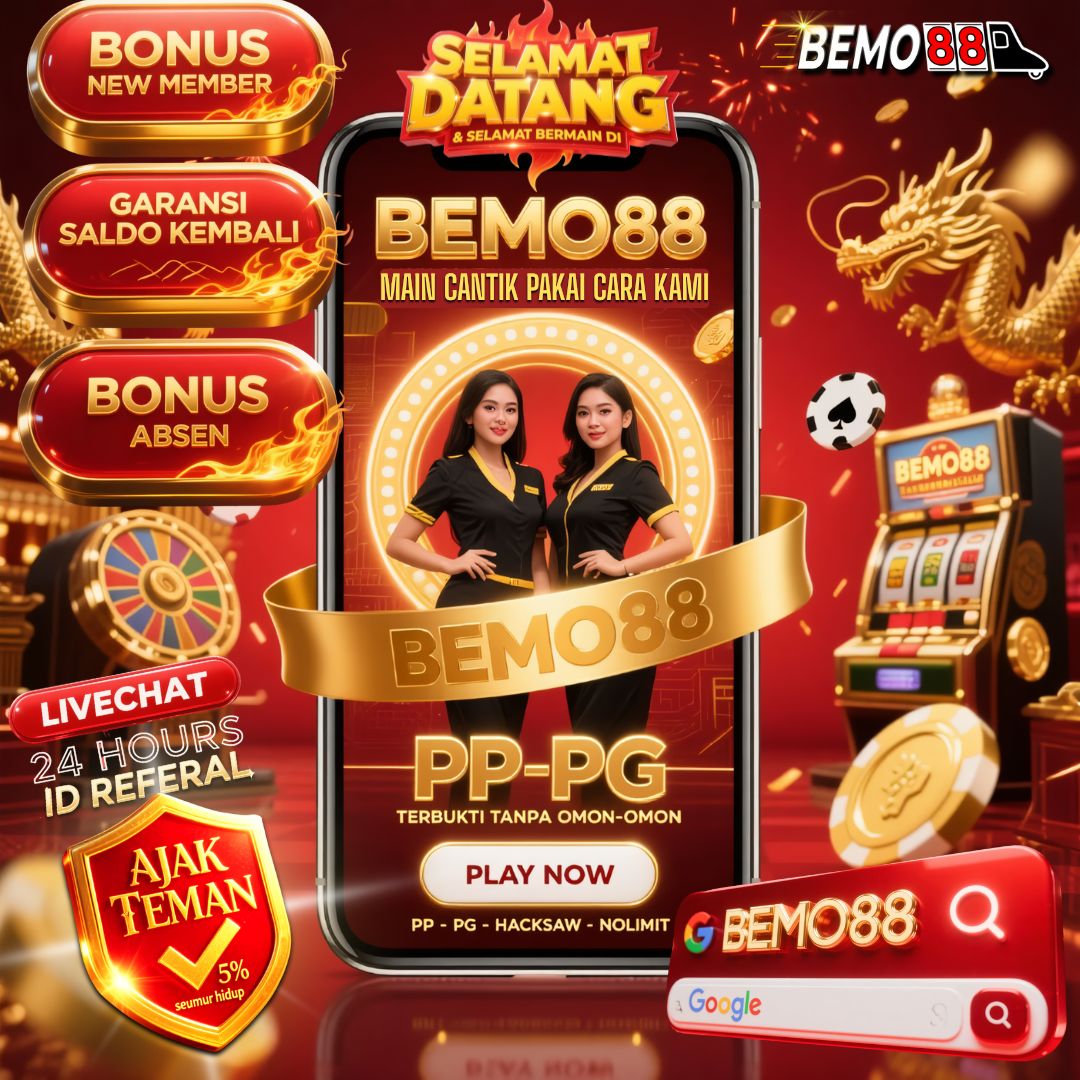 BONUS
NEW MEMBER
GARANSI
SALDO KEMBALI
BONUS
ABSEN
SELAMAT
DATANG
& SELAMAT BERMAIN DI
BEMO88
BEMO88
MAIN CANTIK PAKAI CARA KAMI
BEMO88
BEMO88
LIVECHAT
24 HOURS
ID REFERAL
AJAK
TEMAN
5%
seumur hidup
PP-PG
TERBUKTI TANPA OMON-OMON
PLAY NOW
PP - PG - HACKSAW - NOLIMIT
G BEMO88
Google